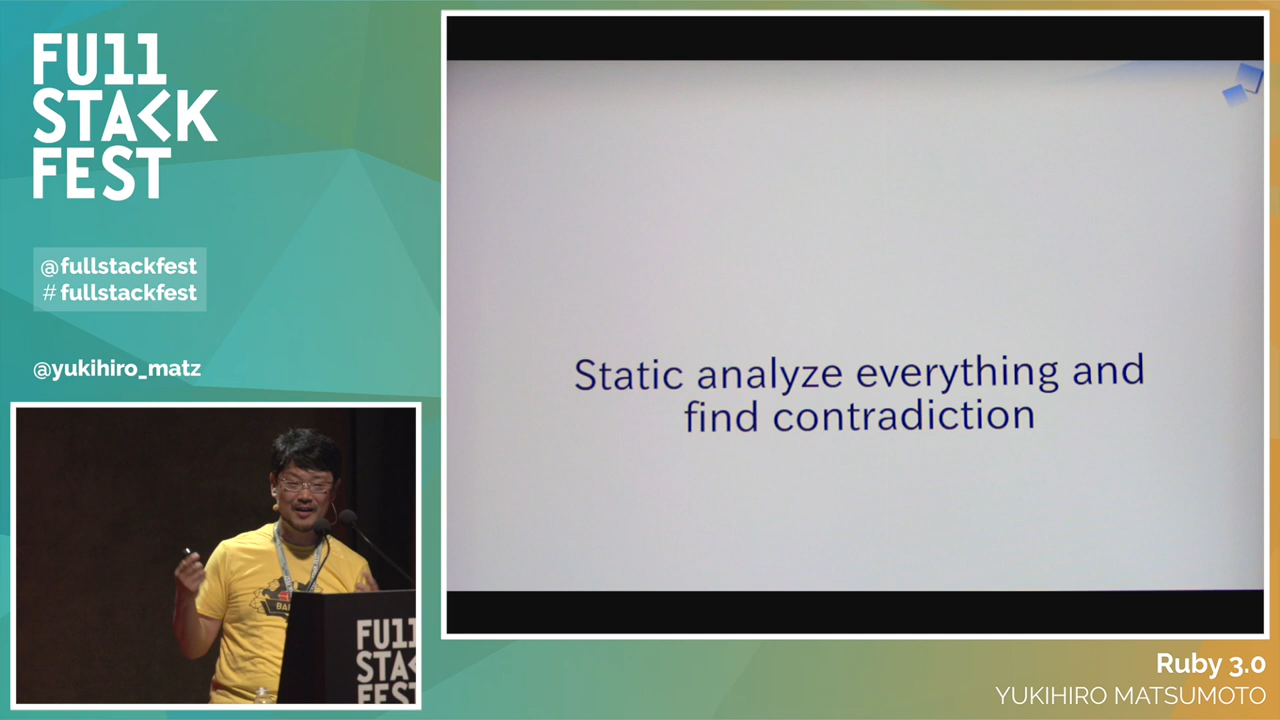 FU11
STACK
FEST
@fullstackfest
# fullstackfest
@yukihiro_matz
Static analyze everything and
find contradiction
FU11
STA
FEST
Ruby 3.0
YUKIHIRO MATSUMOTO